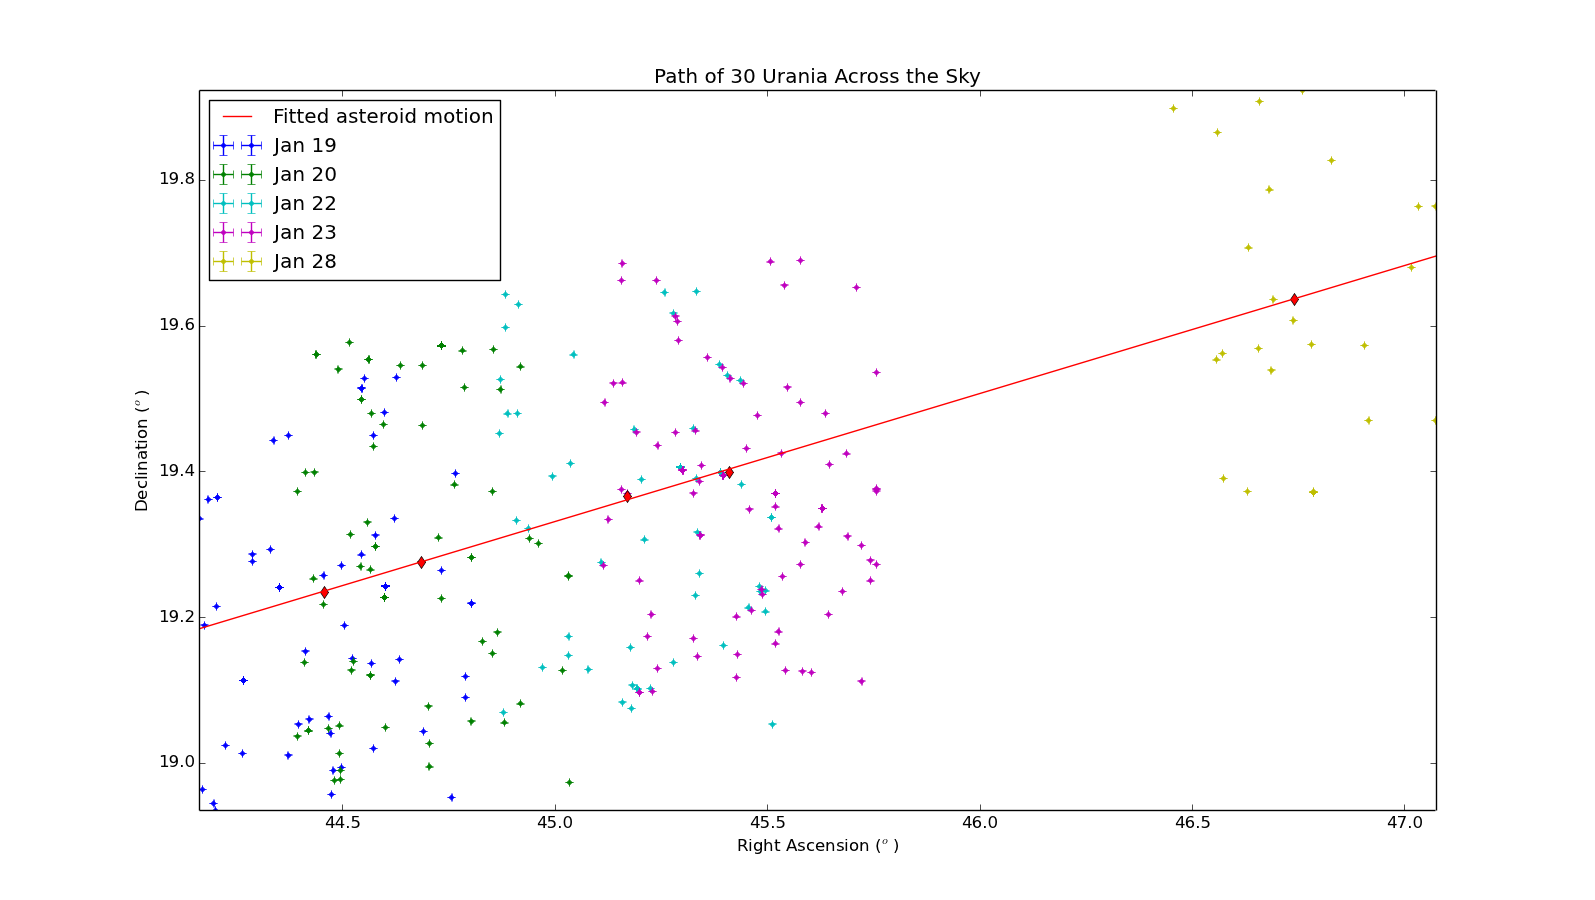 Path of 30 Urania Across the Sky
Fitted asteroid motion
Jan 19
Jan 20
Jan 22
Jan 23
Jan 28
19.8
19.6
19.4
19.2
19.0
Declination (º)
44.5
45.0
45.5
46.0
46.5
47.0
Right Ascension (º)